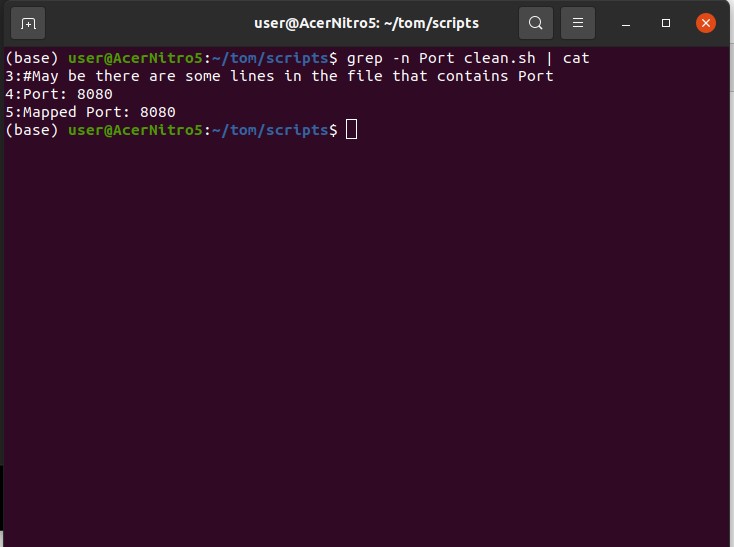 user@AcerNitro5: ~/tom/scripts
(base) user@AcerNitro5:~/tom/scripts$ grep -n Port clean.sh | cat
3:#May be there are some lines in the file that contains Port
4:Port: 8080
5:Mapped Port: 8080
(base) user@AcerNitro5:~/tom/scripts$